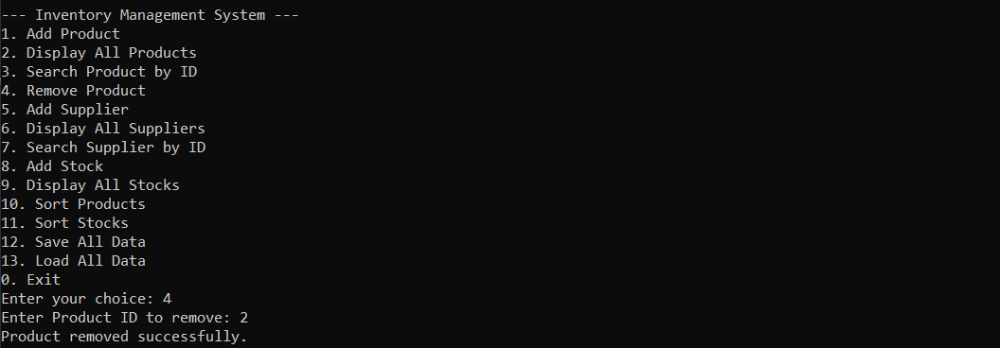 --- Inventory Management System ---
1. Add Product
2. Display All Products
3. Search Product by ID
4. Remove Product
5. Add Supplier
6. Display All Suppliers
7. Search Supplier by ID
8. Add Stock
9. Display All Stocks
10. Sort Products
11. Sort Stocks
12. Save All Data
13. Load All Data
0. Exit
Enter your choice: 4
Enter Product ID to remove: 2
Product removed successfully.